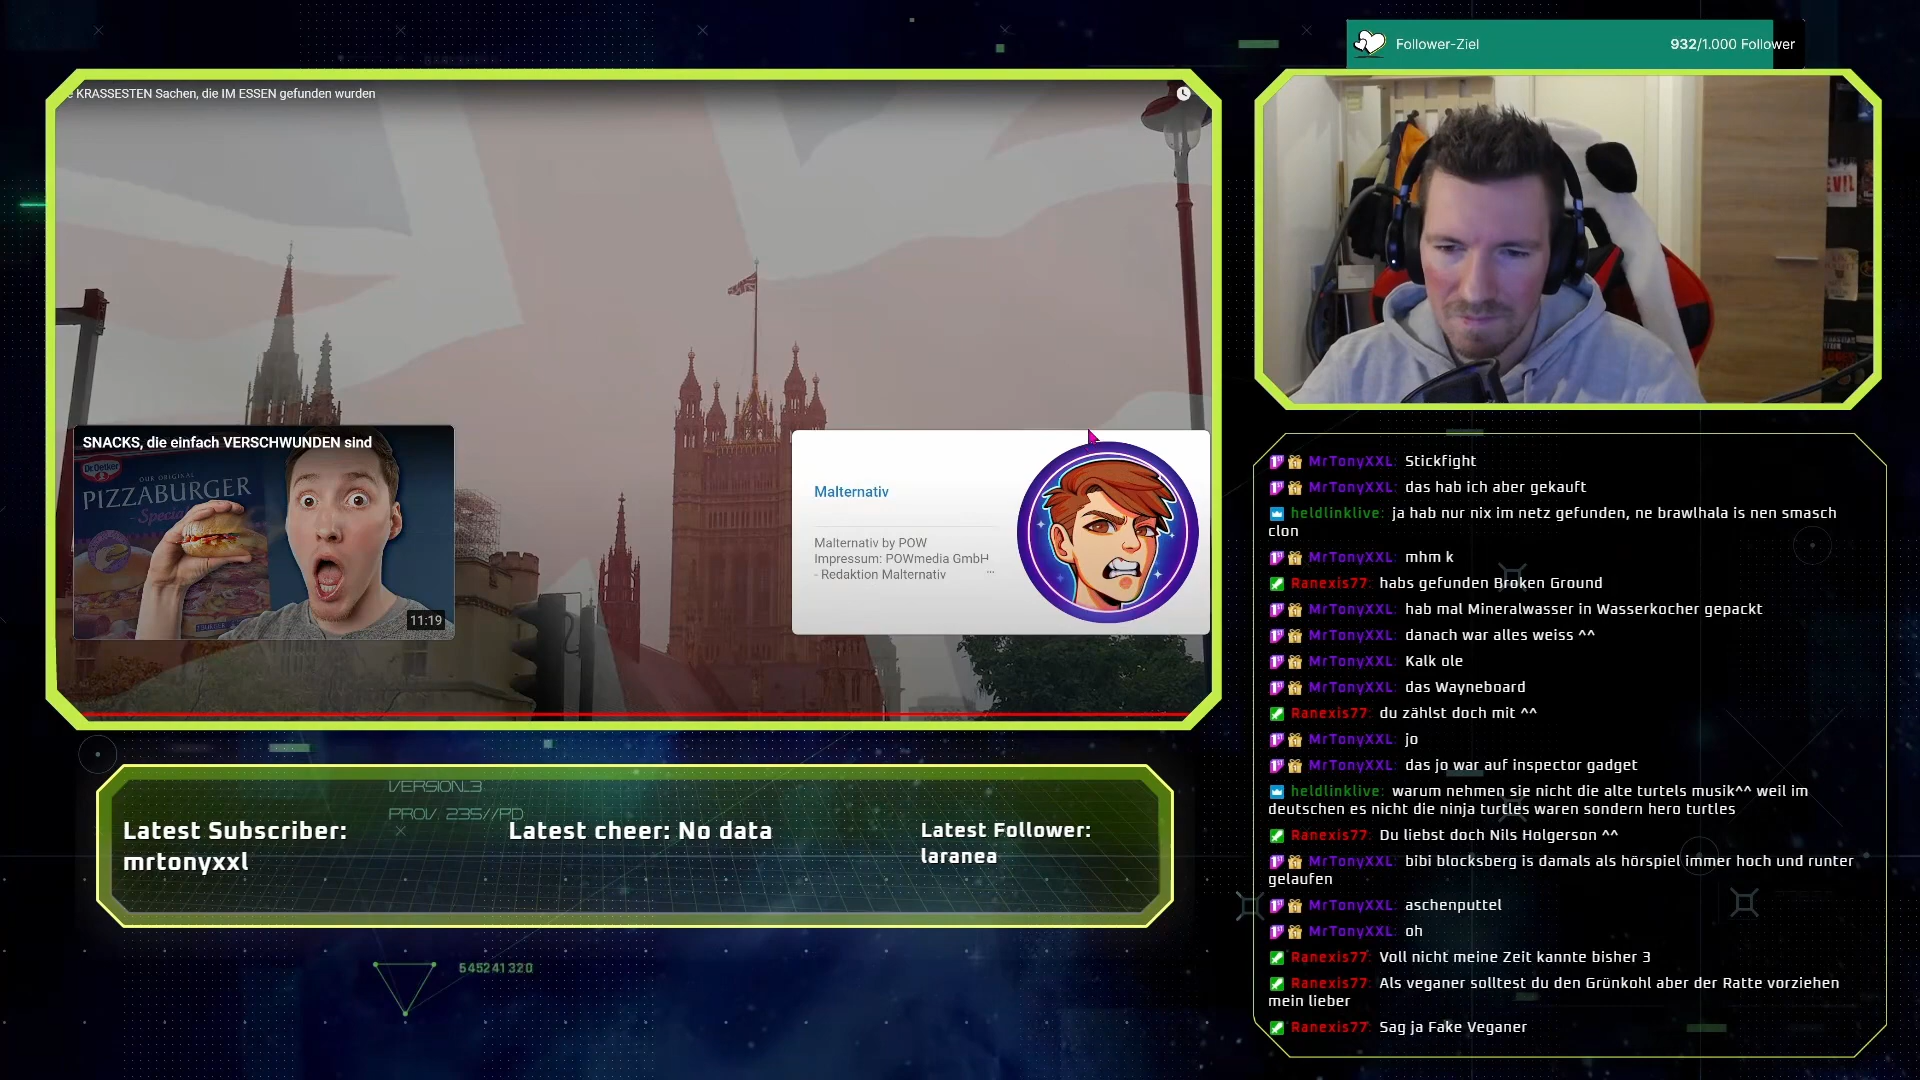 Follower-Ziel
932/1.000 Follower
e KRASSESTEN Sachen, die IM ESSEN gefunden wurden
SNACKS, die einfach VERSCHWUNDEN sind
Dr.Oetker
OUR ORIGINAL
PIZZABURGER
11:19
Malternativ
Malternativ by POW
Impressum: POWmedia GmbH
- Redaktion Malternativ ...
EVIL
VERSION_3
PROV. 235//PD
Latest Subscriber:
mrtonyxxl
Latest cheer: No data
Latest Follower:
laranea
545241320
MrTonyXXL: Stickfight
MrTonyXXL: das hab ich aber gekauft
heldlinklive: ja hab nur nix im netz gefunden, ne brawlhala is nen smasch
clon
MrTonyXXL: mhm k
Ranexis77: habs gefunden Broken Ground
MrTonyXXL: hab mal Mineralwasser in Wasserkocher gepackt
MrTonyXXL: danach war alles weiss ^^
MrTonyXXL: Kalk ole
MrTonyXXL: das Wayneboard
Ranexis77: du zählst doch mit ^^
MrTonyXXL: jo
MrTonyXXL: das jo war auf inspector gadget
heldlinklive: warum nehmen sie nicht die alte turtels musik^^ weil im
deutschen es nicht die ninja turtles waren sondern hero turtles
Ranexis77: Du liebst doch Nils Holgerson ^^
MrTonyXXL: bibi blocksberg is damals als hörspiel immer hoch und runter
gelaufen
MrTonyXXL: aschenputtel
MrTonyXXL: oh
Ranexis77: Voll nicht meine Zeit kannte bisher 3
Ranexis77: Als veganer solltest du den Grünkohl aber der Ratte vorziehen
mein lieber
Ranexis77: Sag ja Fake Veganer